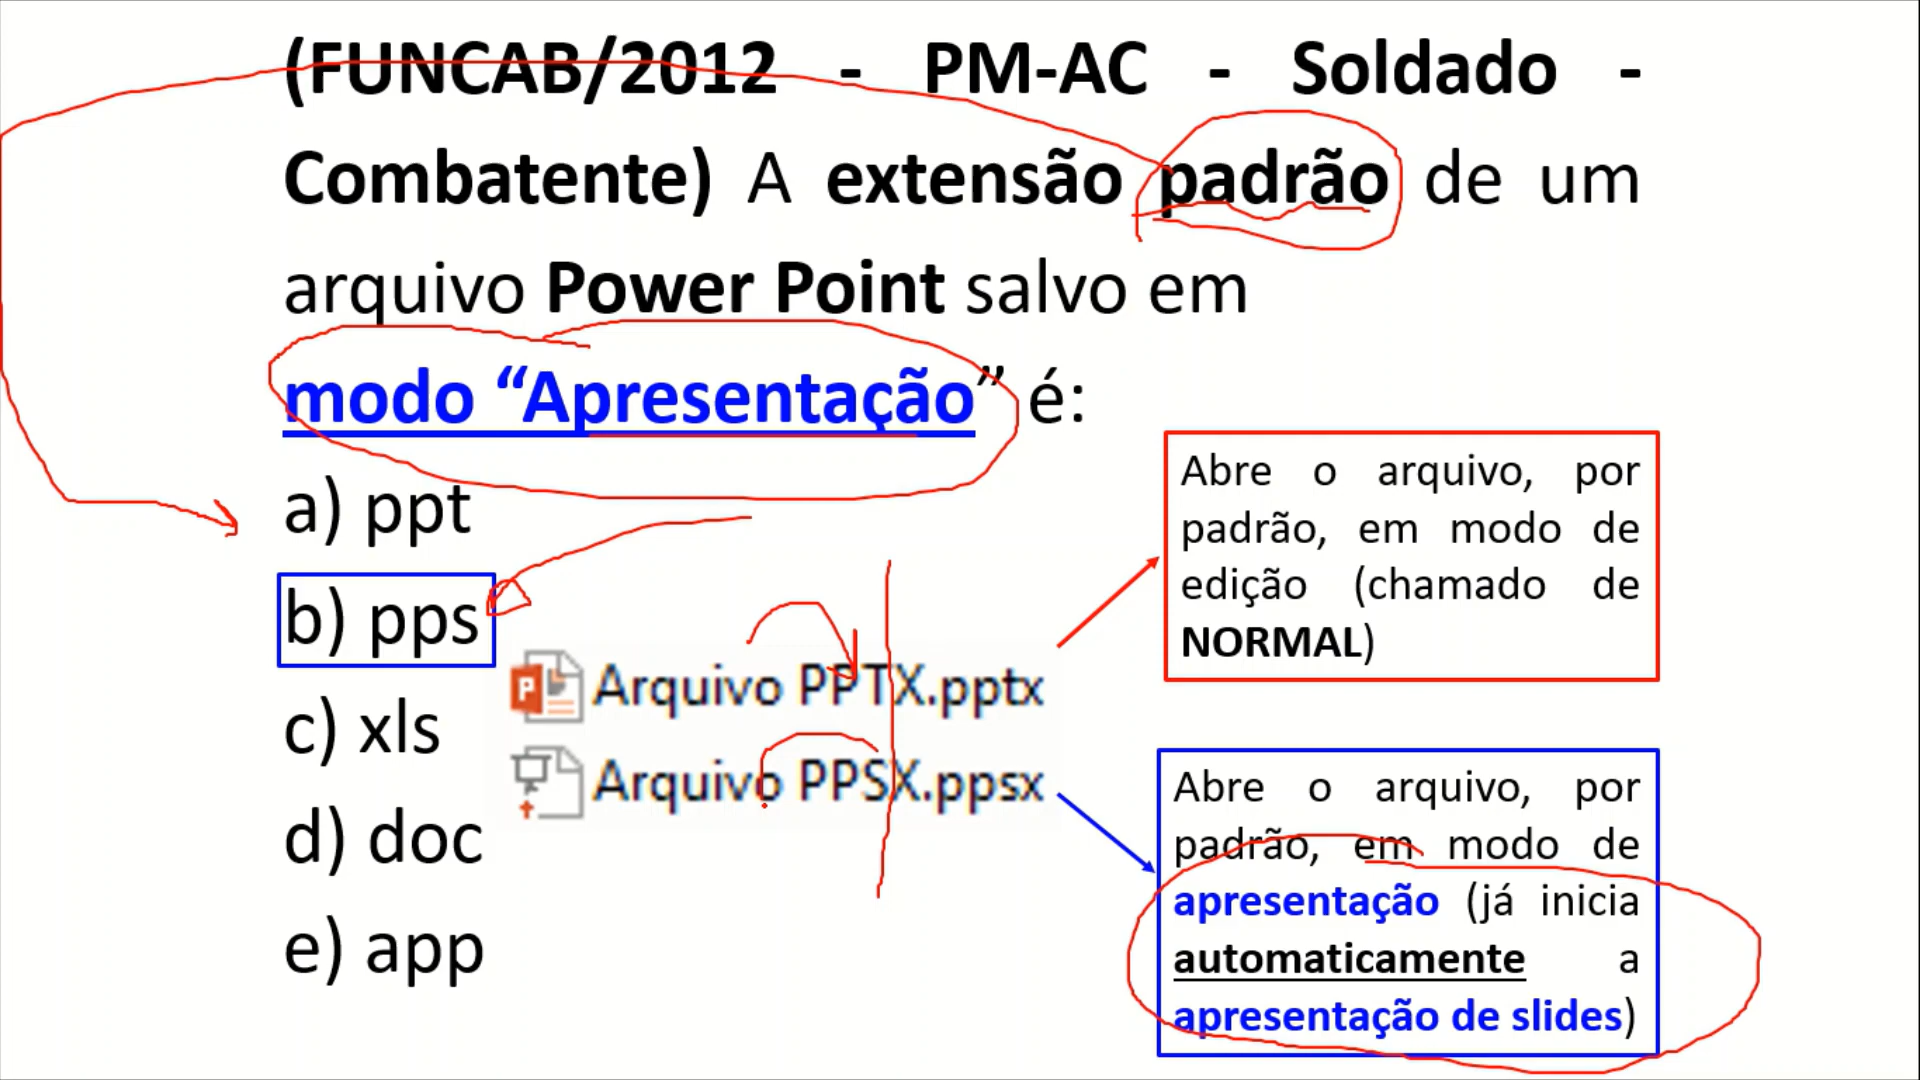 (FUNCAB/2012 - PM-AC - Soldado -
Combatente) A extensão padrão de um
arquivo Power Point salvo em
modo “Apresentação” é:
a) ppt
b) pps
c) xls
d) doc
e) app
P Arquivo PPTX.pptx
Arquivo PPSX.ppsx
Abre o arquivo, por
padrão, em modo de
edição (chamado de
NORMAL)
Abre o arquivo, por
padrão, em modo de
apresentação (já inicia
automaticamente a
apresentação de slides)